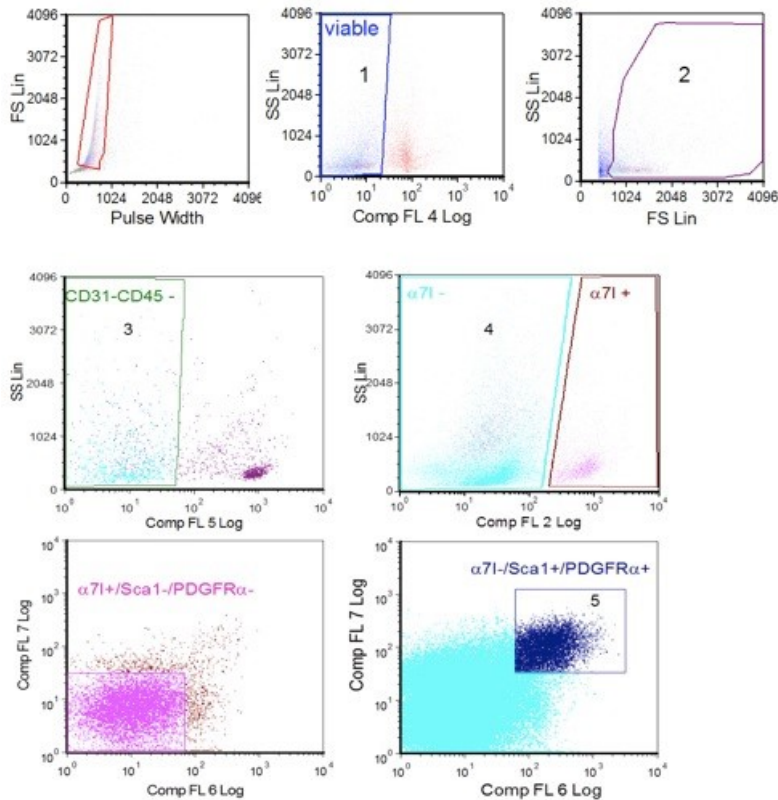 4096
3072
2048
1024
0
FS Lin
0 1024 2048 3072 4096
Pulse Width
4096
3072
2048
1024
0
SS Lin
viable
1
10⁰ 10¹ 10² 10³ 10⁴
Comp FL 4 Log
4096
3072
2048
1024
0
SS Lin
2
0 1024 2048 3072 4096
FS Lin
4096
3072
2048
1024
0
SS Lin
CD31-CD45 -
3
10⁰ 10¹ 10² 10³ 10⁴
Comp FL 5 Log
4096
3072
2048
1024
0
SS Lin
α7I -
4
α7I +
10⁰ 10¹ 10² 10³ 10⁴
Comp FL 2 Log
10⁴
10³
10²
10¹
10⁰
Comp FL 7 Log
α7I+/Sca1-/PDGFRα-
10⁰ 10¹ 10² 10³ 10⁴
Comp FL 6 Log
10⁴
10³
10²
10¹
10⁰
Comp FL 7 Log
α7I-/Sca1+/PDGFRα+
5
10⁰ 10¹ 10² 10³ 10⁴
Comp FL 6 Log